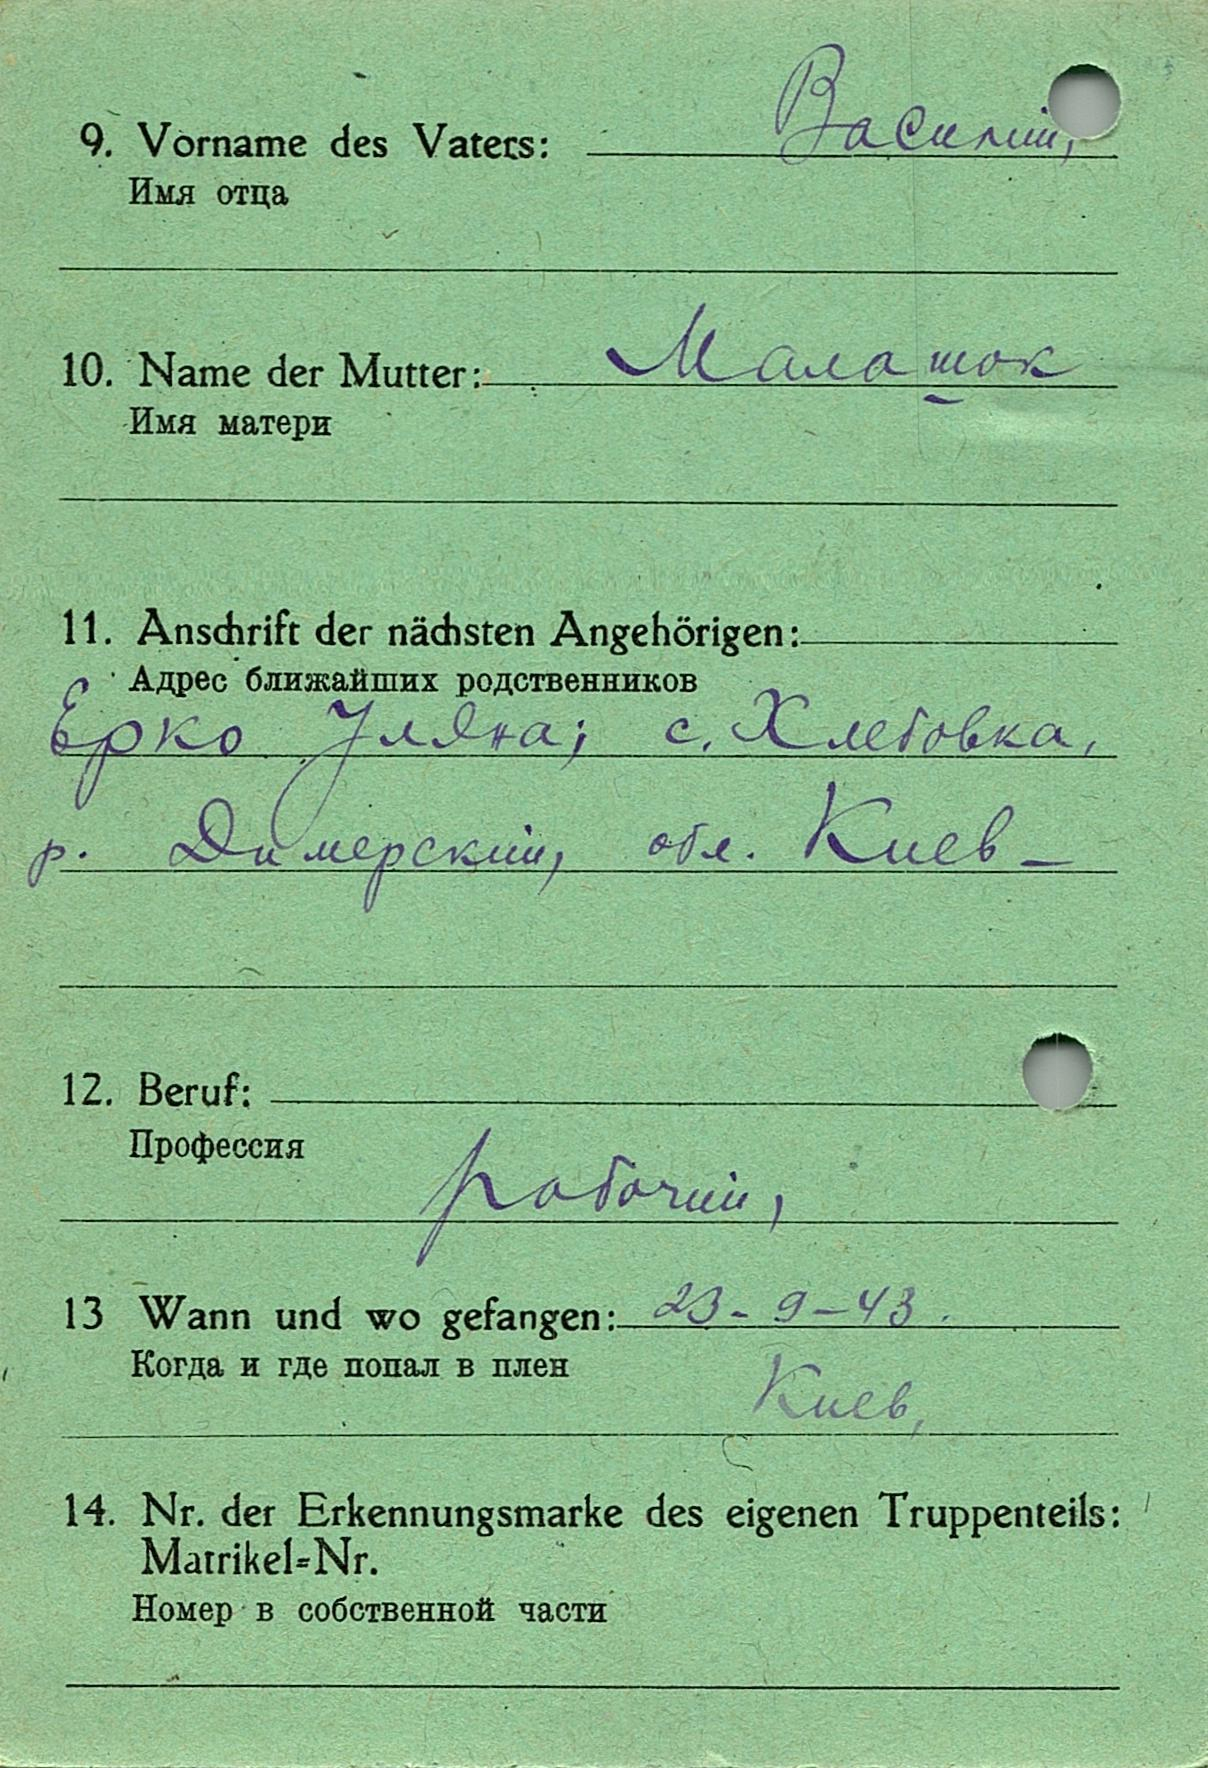 9. Vorname des Vaters: Василий,
Имя отца
10. Name der Mutter: Малашок
Имя матери
11. Anschrift der nächsten Angehörigen:
Адрес ближайших родственников
Ерко Уляна; с. Хлебовка,
р. Димерский, обл. Киев –
12. Beruf:
Профессия
рабочий,
13 Wann und wo gefangen: 23-9-43.
Когда и где попал в плен
Киев,
14. Nr. der Erkennungsmarke des eigenen Truppenteils:
Matrikel=Nr.
Номер в собственной части